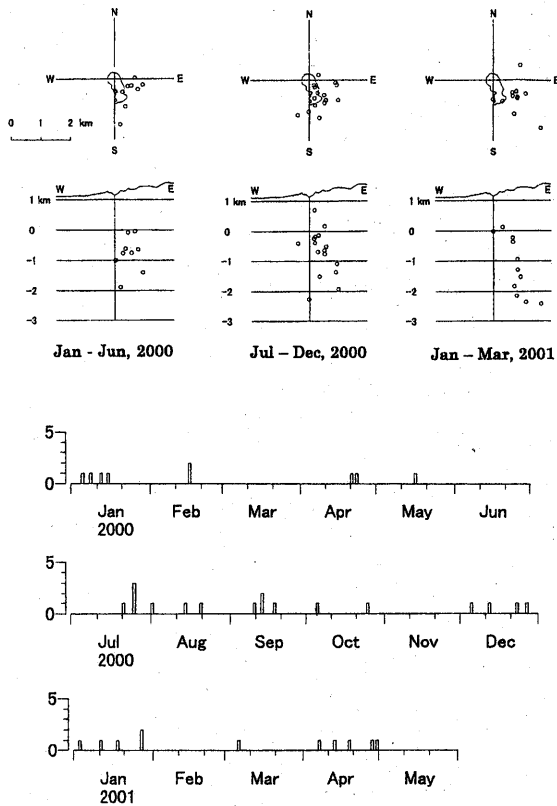 N N N
W E W E W E
0 1 2 km
S S S
W E W E W E
1 km 1 km 1 km
0 0 0
-1 -1 -1
-2 -2 -2
-3 -3 -3
Jan - Jun, 2000 Jul – Dec, 2000 Jan – Mar, 2001
5
0
Jan Feb Mar Apr May Jun
2000
5
0
Jul Aug Sep Oct Nov Dec
2000
5
0
Jan Feb Mar Apr May
2001